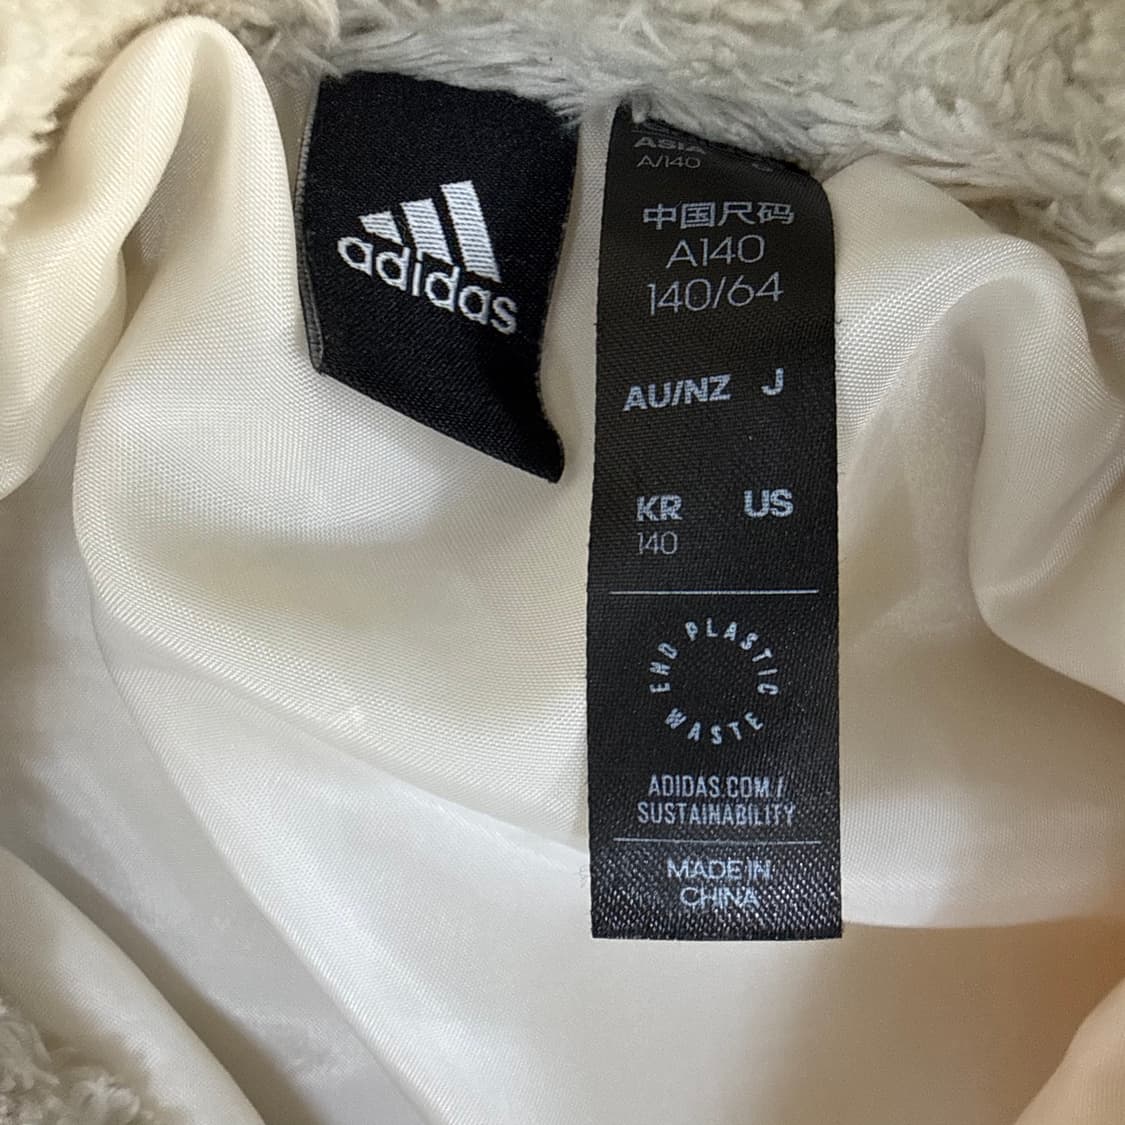 adidas
ASIA
A/140
中国尺码
A140
140/64
AU/NZ J
KR US
140
END PLASTIC WASTE
ADIDAS.COM/
SUSTAINABILITY
MADE IN
CHINA